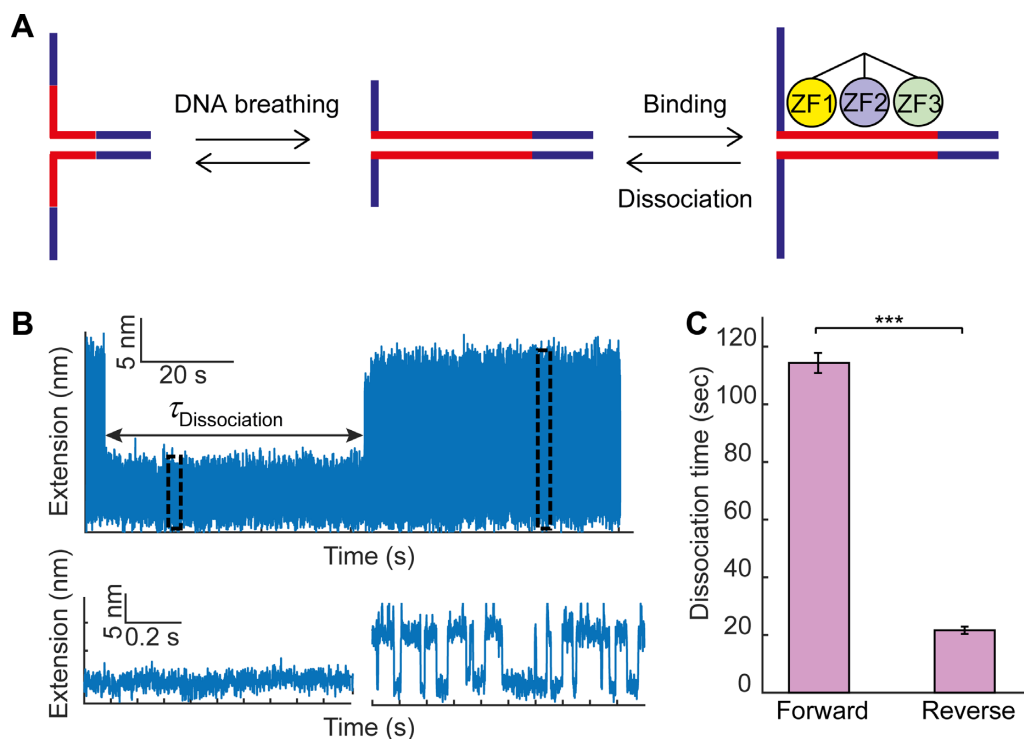 A
DNA breathing
Binding
Dissociation
ZF1 ZF2 ZF3
B
Extension (nm)
5 nm
20 s
τDissociation
Time (s)
Extension (nm)
5 nm
0.2 s
Time (s)
C
Dissociation time (sec)
120
100
80
60
40
20
0
***
Forward Reverse